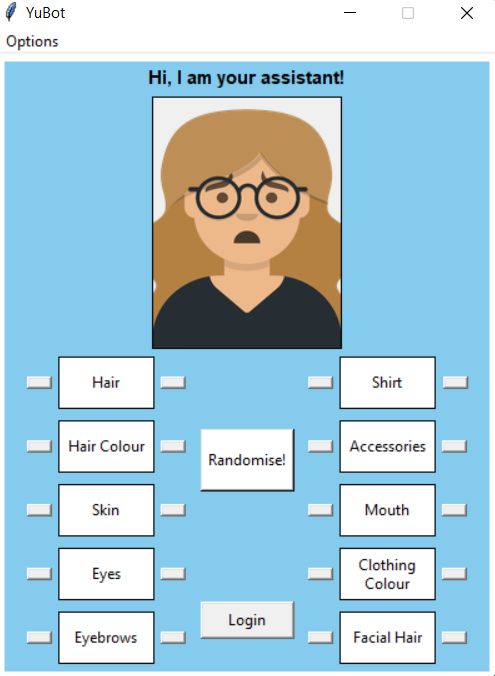 YuBot
Options
Hi, I am your assistant!
Hair
Shirt
Hair Colour
Accessories
Randomise!
Skin
Mouth
Eyes
Clothing
Colour
Login
Eyebrows
Facial Hair